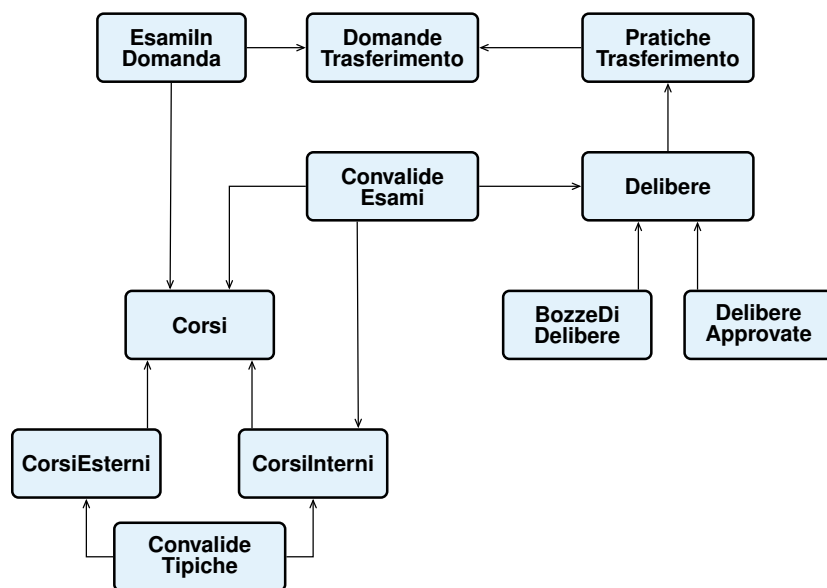 EsamiIn
Domanda
Domande
Trasferimento
Pratiche
Trasferimento
Convalide
Esami
Delibere
Corsi
BozzeDi
Delibere
Delibere
Approvate
CorsiEsterni
CorsiInterni
Convalide
Tipiche